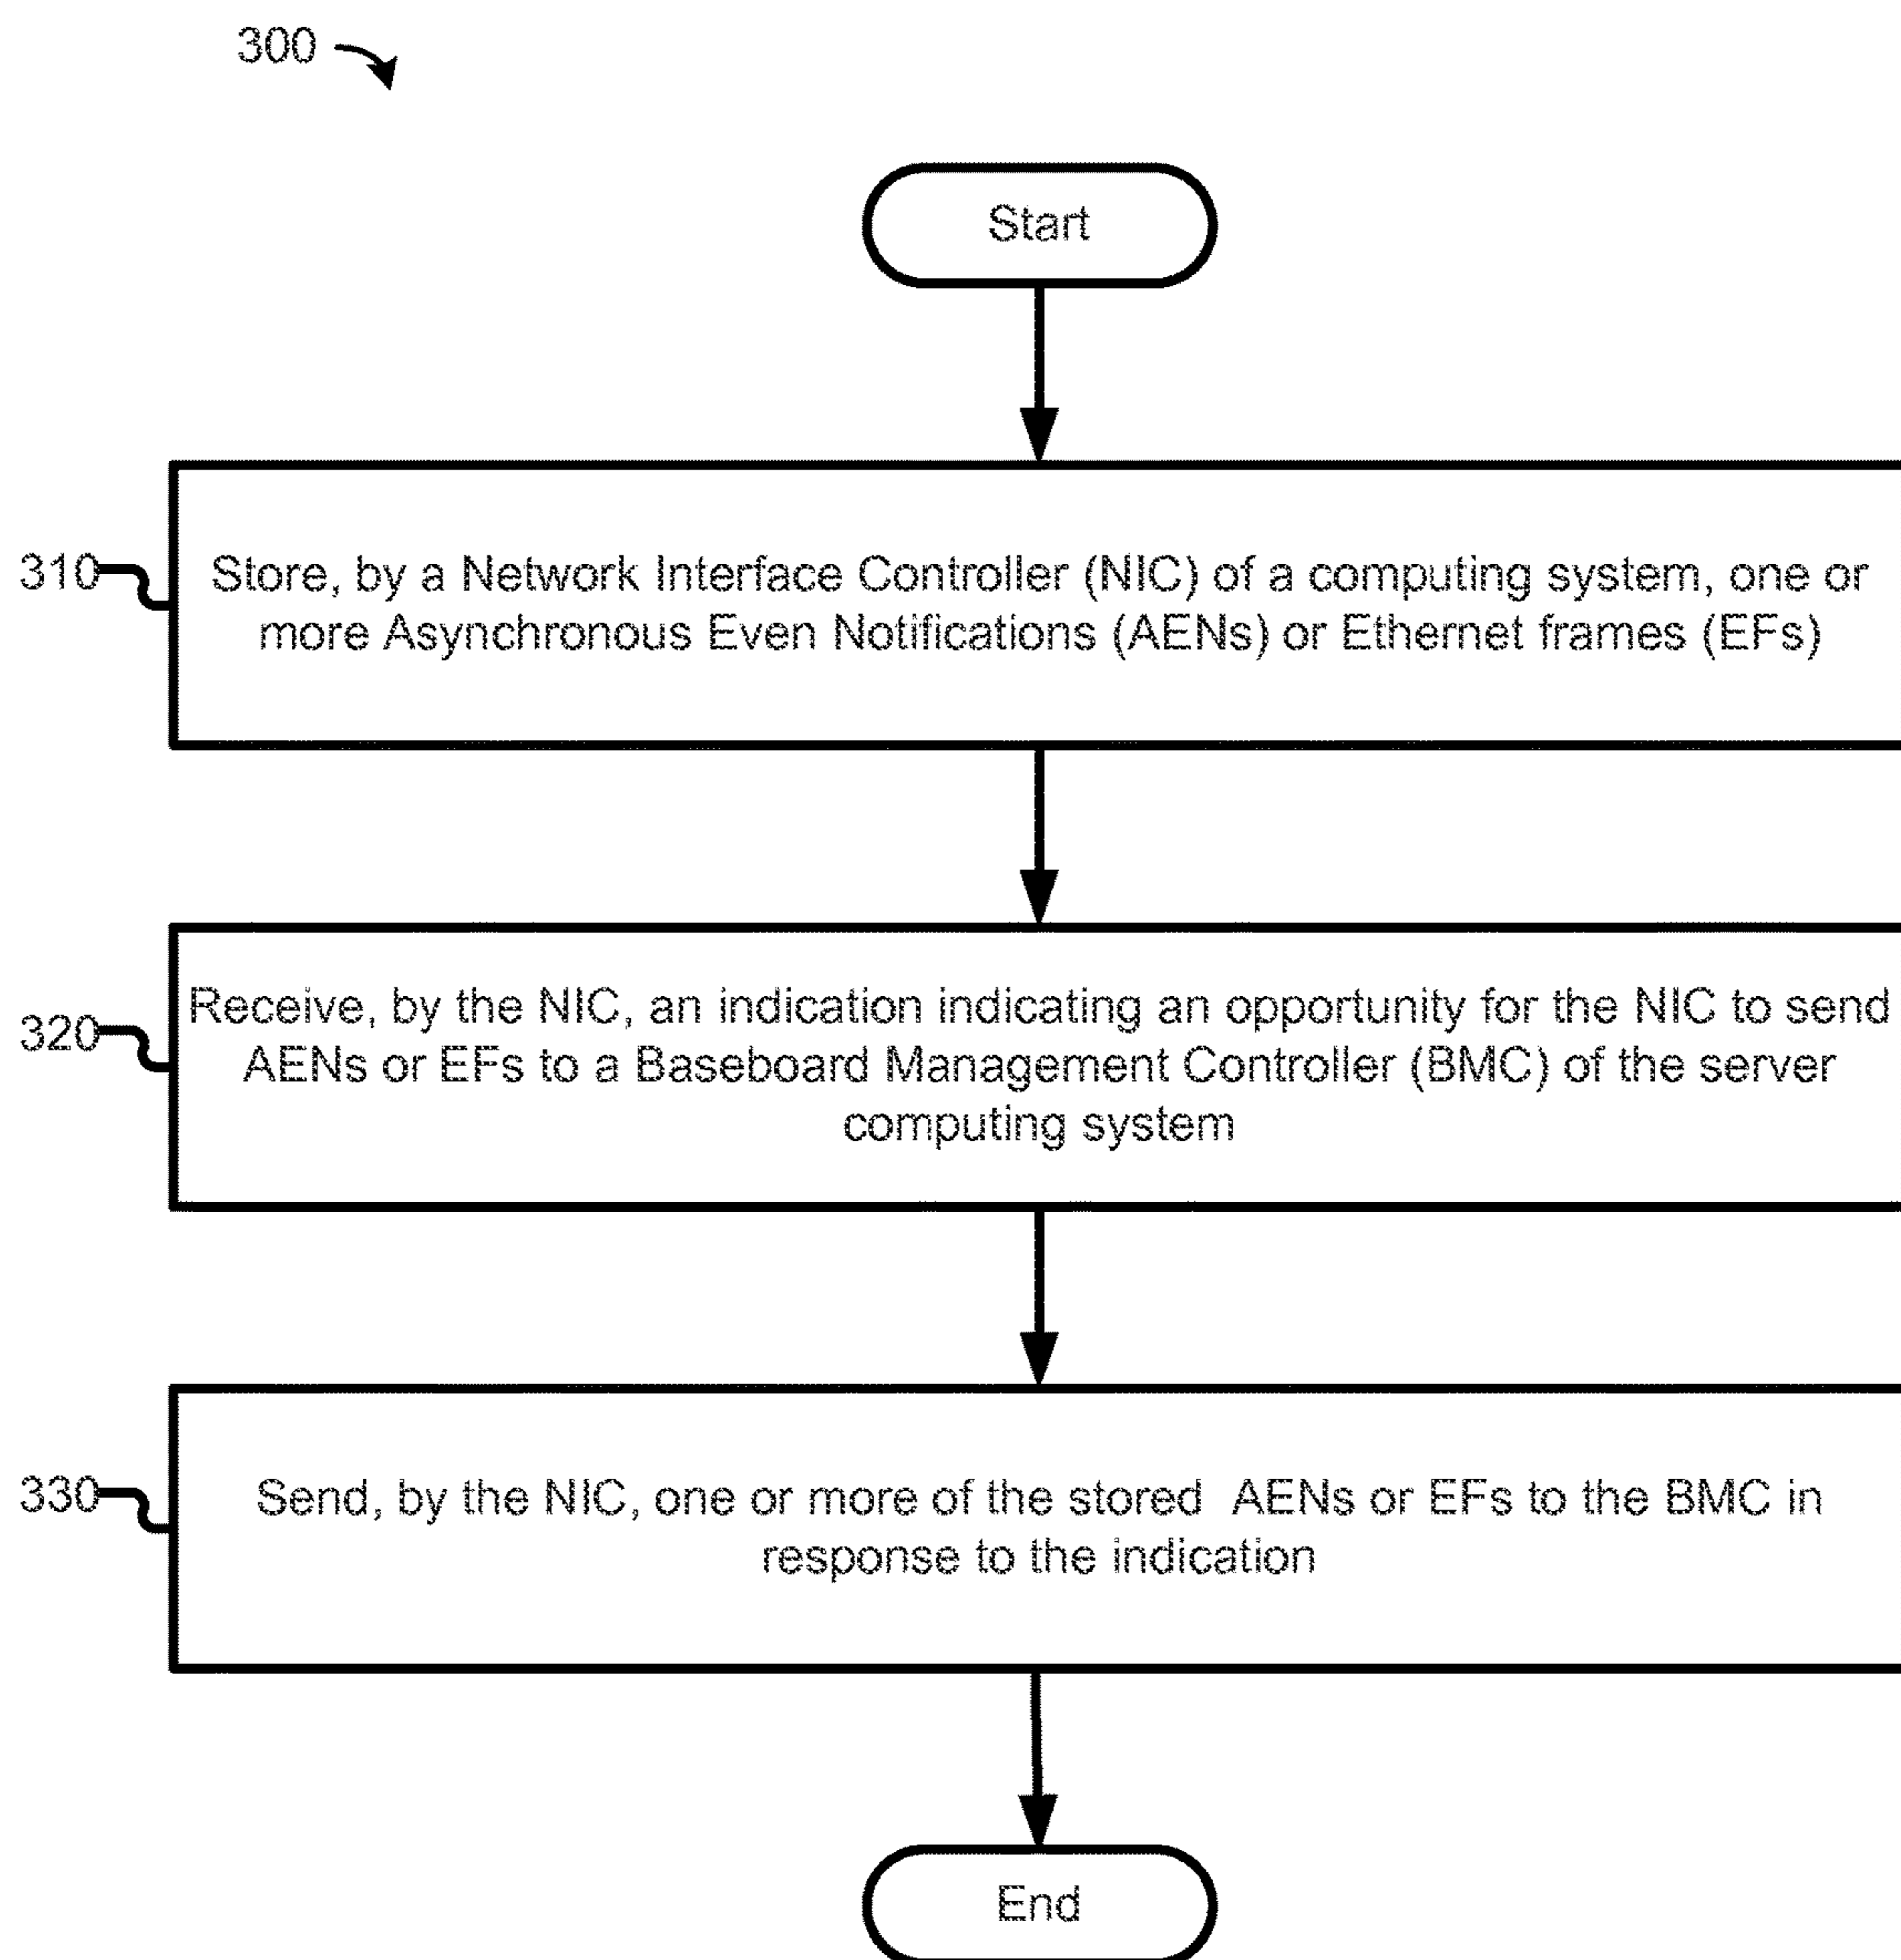 300
Start
310
Store, by a Network Interface Controller (NIC) of a computing system, one or
more Asynchronous Even Notifications (AENs) or Ethernet frames (EFs)
320
Receive, by the NIC, an indication indicating an opportunity for the NIC to send
AENs or EFs to a Baseboard Management Controller (BMC) of the server
computing system
330
Send, by the NIC, one or more of the stored AENs or EFs to the BMC in
response to the indication
End